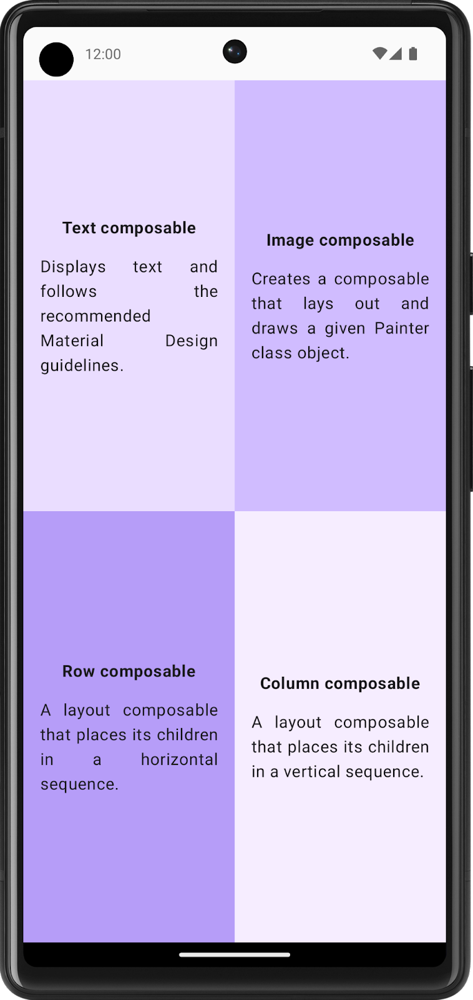 12:00
Text composable
Displays text and
follows the
recommended
Material Design
guidelines.
Image composable
Creates a composable
that lays out and
draws a given Painter
class object.
Row composable
A layout composable
that places its children
in a horizontal
sequence.
Column composable
A layout composable
that places its children
in a vertical sequence.